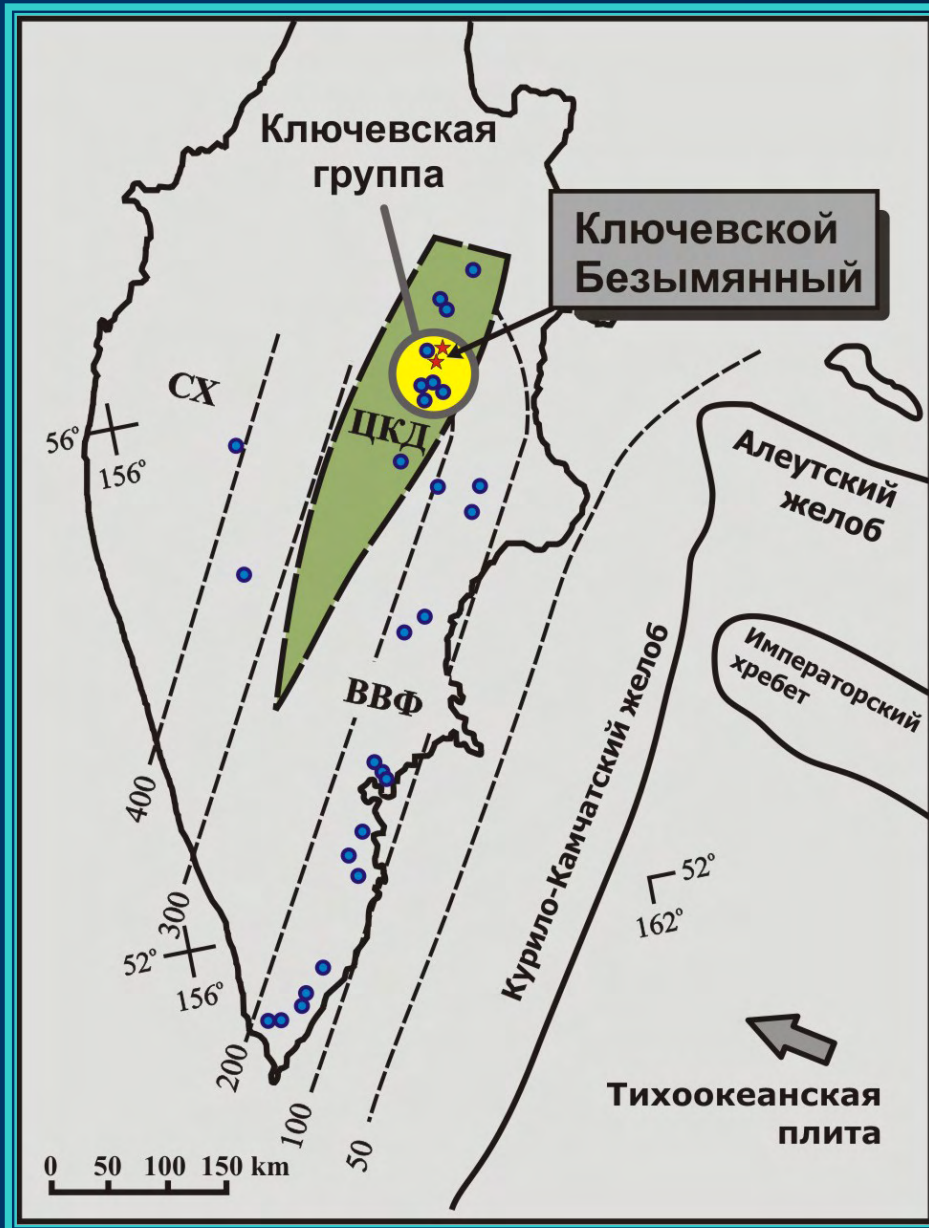 Ключевская
группа
Ключевской
Безымянный
СХ
56°
156°
ЦКД
Алеутский
желоб
Императорский
хребет
ВВФ
400
Курило-Камчатский желоб
52°
162°
300
52°
156°
200
100
50
Тихоокеанская
плита
0 50 100 150 km